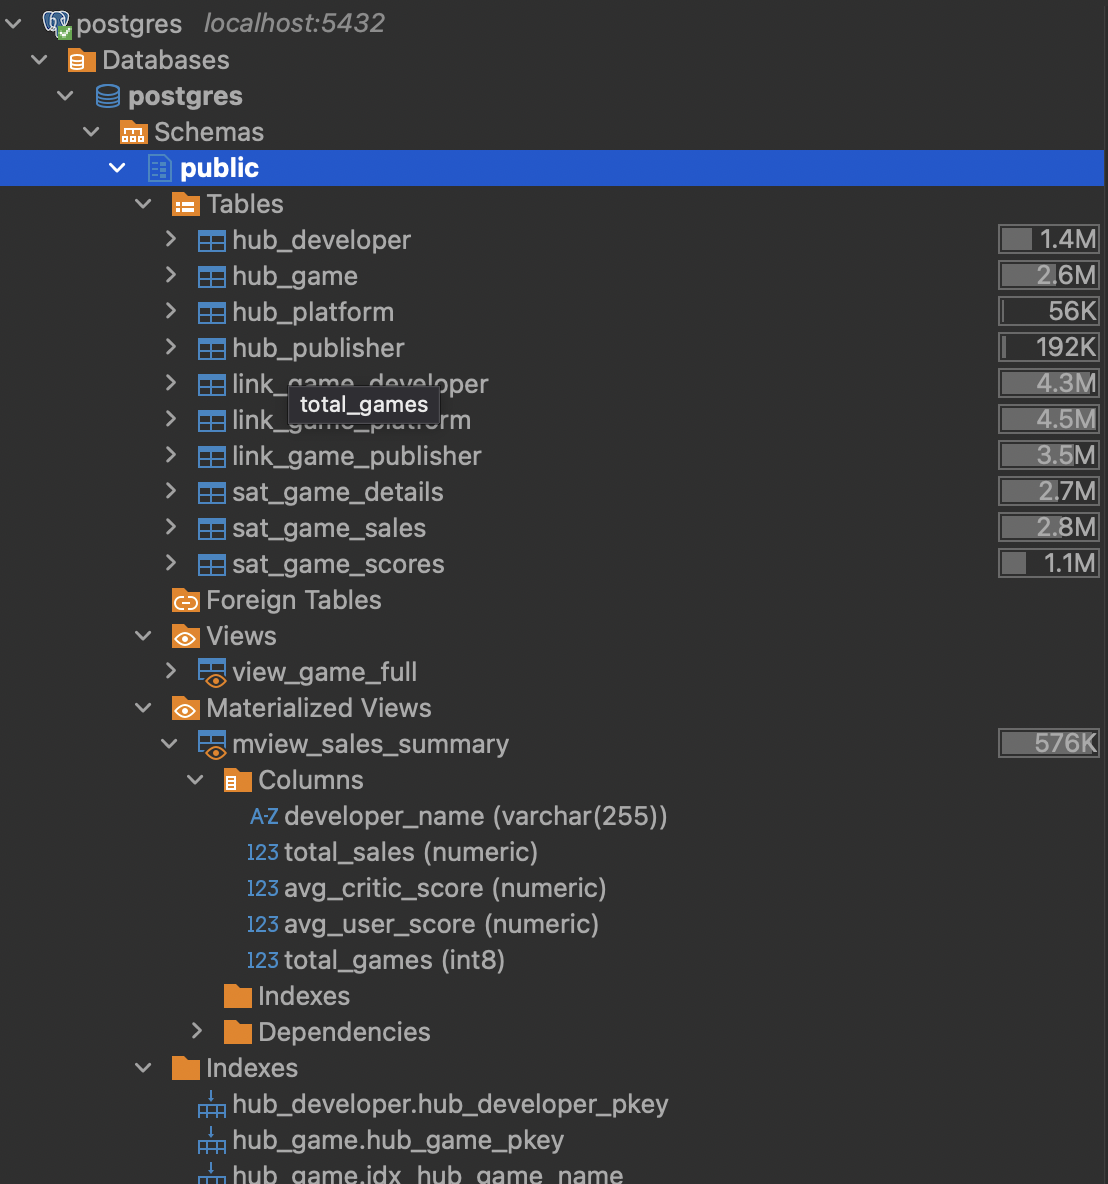 postgres localhost:5432
Databases
postgres
Schemas
public
Tables
hub_developer 1.4M
hub_game 2.6M
hub_platform 56K
hub_publisher 192K
link_game_developer 4.3M
total_games
link_game_platform 4.5M
link_game_publisher 3.5M
sat_game_details 2.7M
sat_game_sales 2.8M
sat_game_scores 1.1M
Foreign Tables
Views
view_game_full
Materialized Views
mview_sales_summary 576K
Columns
A-Z developer_name (varchar(255))
123 total_sales (numeric)
123 avg_critic_score (numeric)
123 avg_user_score (numeric)
123 total_games (int8)
Indexes
Dependencies
Indexes
hub_developer.hub_developer_pkey
hub_game.hub_game_pkey
hub_game.idx_hub_game_name